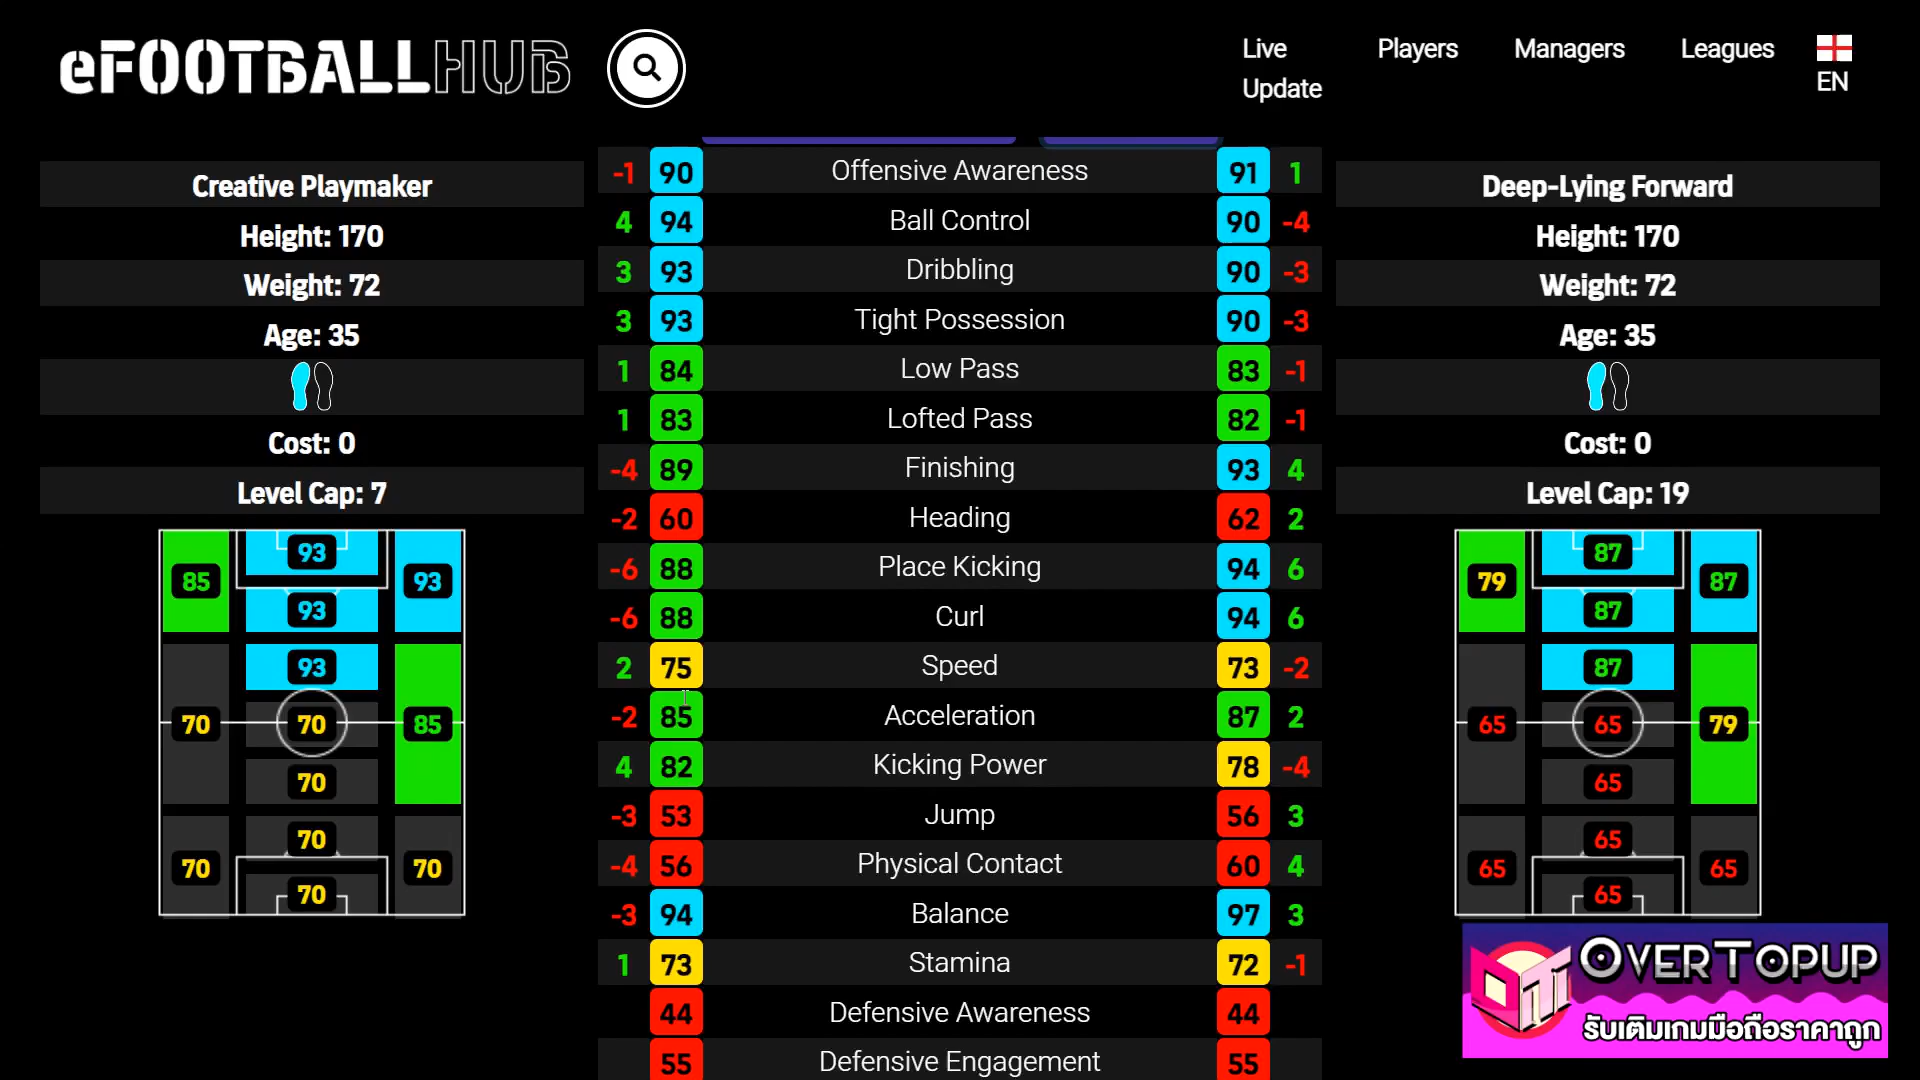 eFOOTBALLHUB
Live Update
Players
Managers
Leagues
EN
Creative Playmaker
Height: 170
Weight: 72
Age: 35
Cost: 0
Level Cap: 7
93
85
93
93
93
70
70
85
70
70
70
70
70
-1 90 Offensive Awareness 91 1
4 94 Ball Control 90 -4
3 93 Dribbling 90 -3
3 93 Tight Possession 90 -3
1 84 Low Pass 83 -1
1 83 Lofted Pass 82 -1
-4 89 Finishing 93 4
-2 60 Heading 62 2
-6 88 Place Kicking 94 6
-6 88 Curl 94 6
2 75 Speed 73 -2
-2 85 Acceleration 87 2
4 82 Kicking Power 78 -4
-3 53 Jump 56 3
-4 56 Physical Contact 60 4
-3 94 Balance 97 3
1 73 Stamina 72 -1
44 Defensive Awareness 44
55 Defensive Engagement 55
Deep-Lying Forward
Height: 170
Weight: 72
Age: 35
Cost: 0
Level Cap: 19
87
79
87
87
87
65
65
79
65
65
65
65
65
OTU
OVERTOPUP
รับเติมเกมมือถือราคาถูก